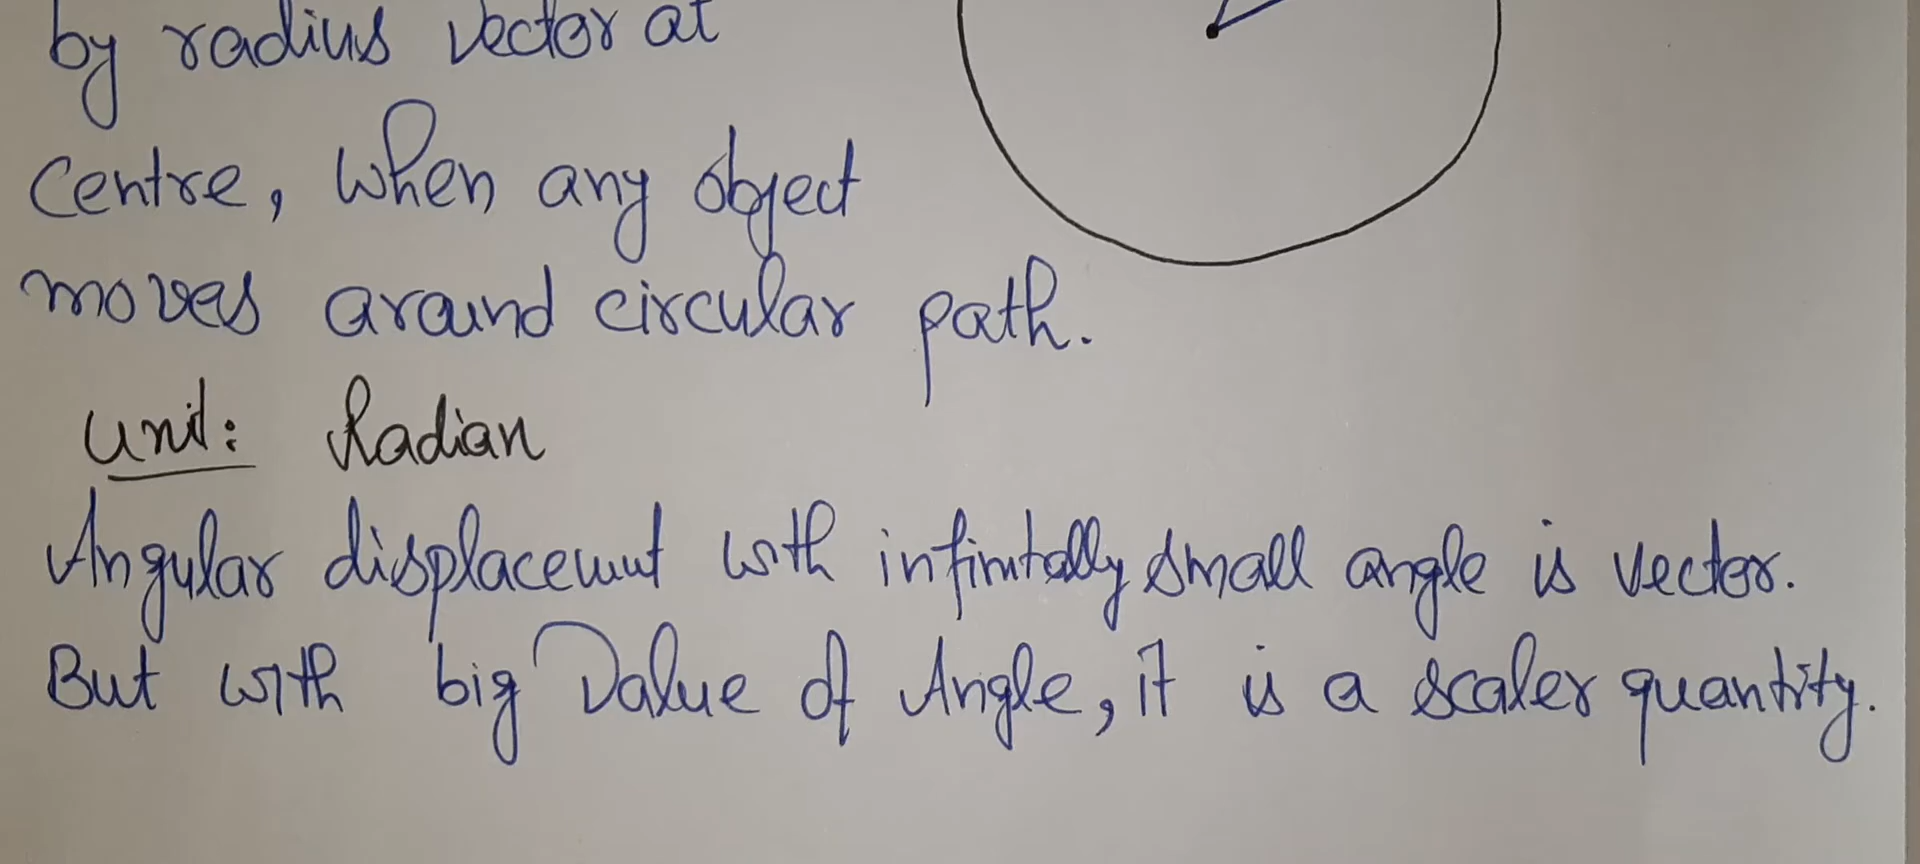 by radius vector at
centre, when any object
moves around circular path.
Unit: Radian
Angular displacement with infinitally small angle is vector.
But with big Value of Angle, it is a scaler quantity.